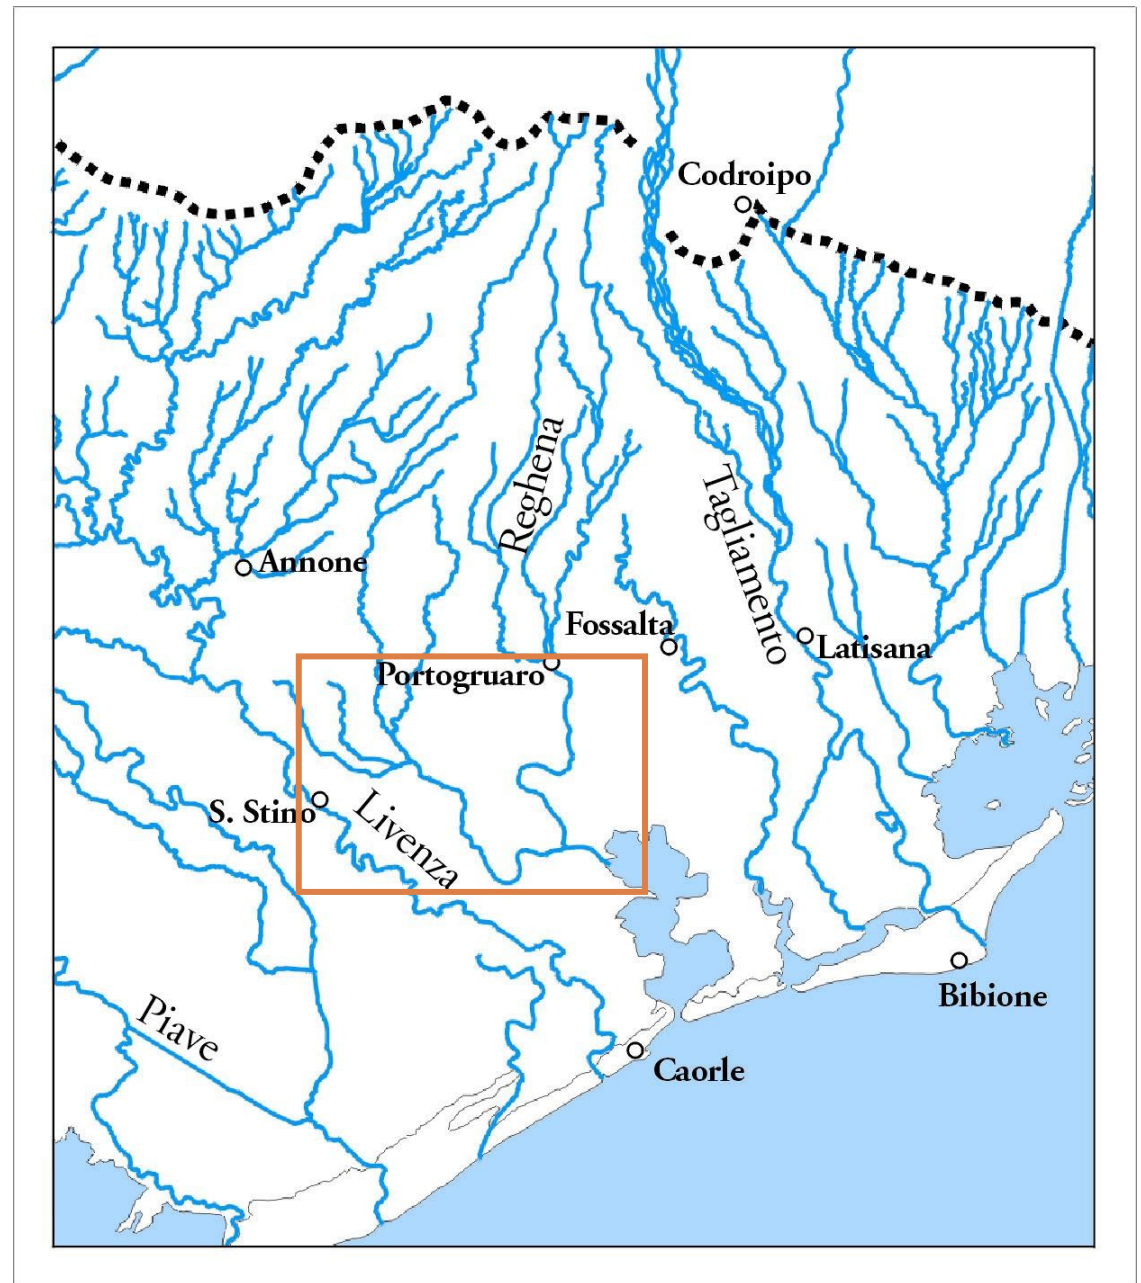 Codroipo
Reghena
Tagliamento
Annone
Fossalta
Latisana
Portogruaro
S. Stino
Livenza
Bibione
Piave
Caorle